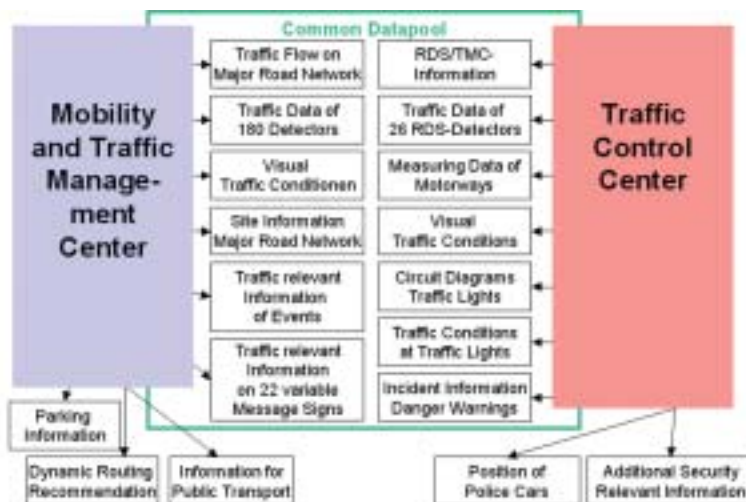 Common Datapool
Mobility
and Traffic
Manage-
ment
Center
Traffic Flow on
Major Road Network
Traffic Data of
180 Detectors
Visual
Traffic Conditionen
Site Information
Major Road Network
Traffic relevant
Information
of Events
Traffic relevant
Information
on 22 variable
Message Signs
RDS/TMC-
Information
Traffic Data of
26 RDS-Detectors
Measuring Data of
Motorways
Visual
Traffic Conditions
Circuit Diagrams
Traffic Lights
Traffic Conditions
at Traffic Lights
Incident Information
Danger Warnings
Traffic
Control
Center
Parking
Information
Dynamic Routing
Recommendation
Information for
Public Transport
Position of
Police Cars
Additional Security
Relevant Information